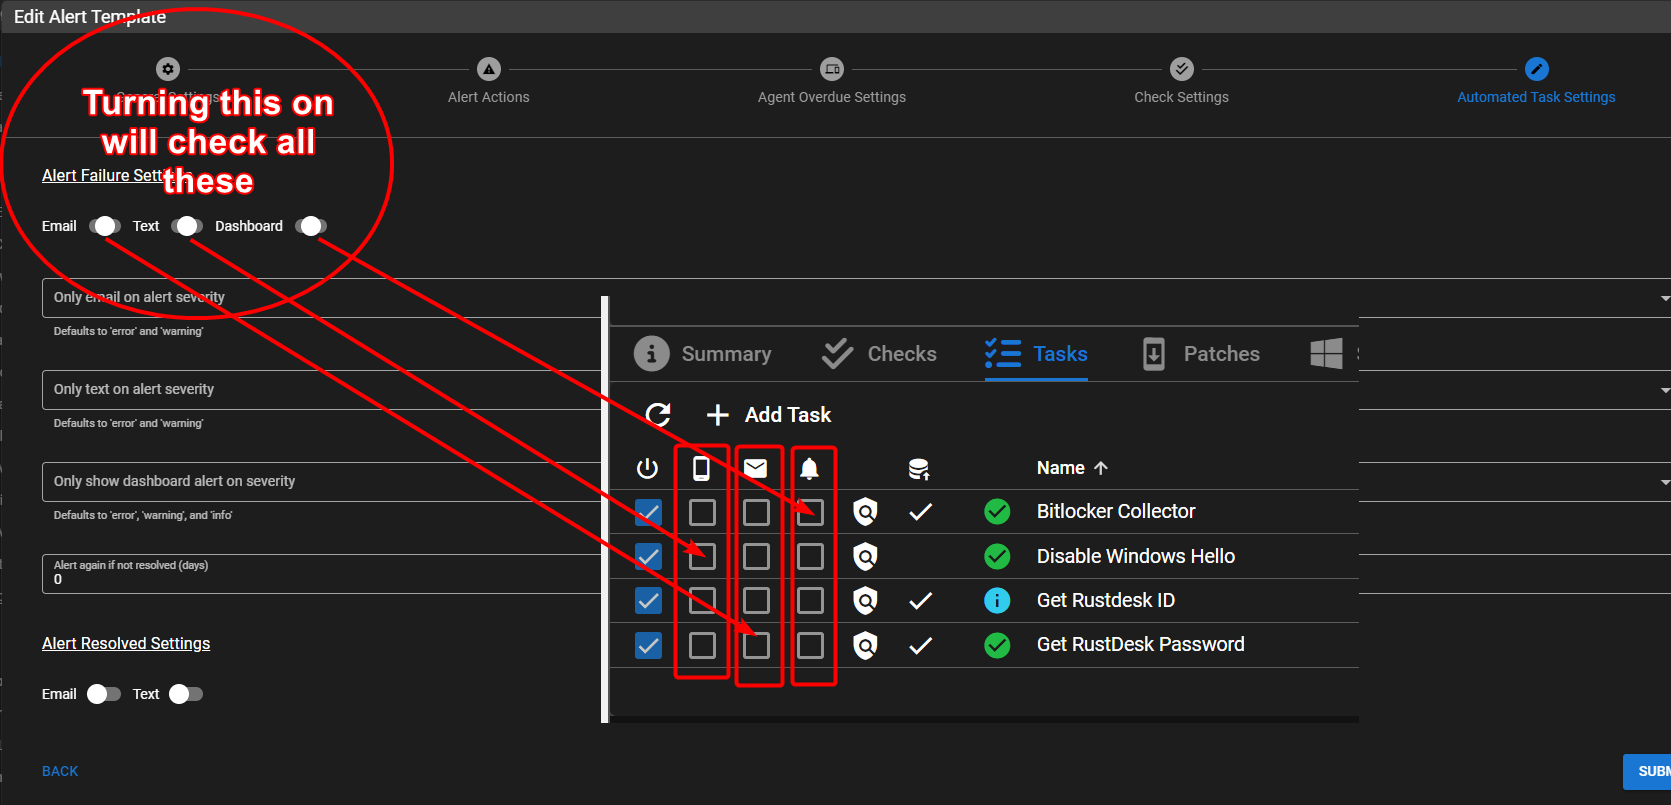 Edit Alert Template
Alert Actions
Agent Overdue Settings
Check Settings
Automated Task Settings
Turning this on
will check all
these
Alert Failure
Email Text Dashboard
Only email on alert severity
Defaults to 'error' and 'warning'
Summary Checks Tasks Patches
Only text on alert severity
Defaults to 'error' and 'warning'
Add Task
Name
Only show dashboard alert on severity
Defaults to 'error', 'warning', and 'info'
Bitlocker Collector
Disable Windows Hello
Alert again if not resolved (days)
0
Get Rustdesk ID
Get RustDesk Password
Alert Resolved Settings
Email Text
BACK
SUBM